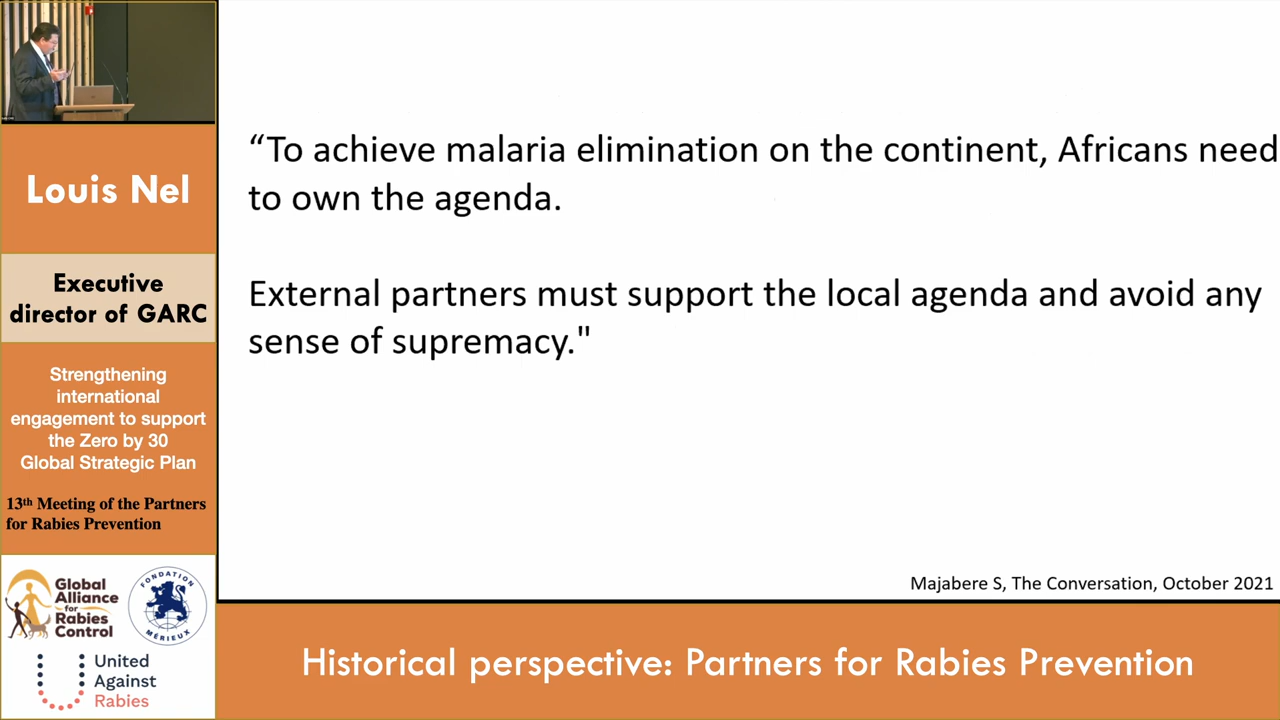 Louis Nel
Executive
director of GARC
Strengthening
international
engagement to support
the Zero by 30
Global Strategic Plan
13th Meeting of the Partners
for Rabies Prevention
Global
Alliance
for
Rabies
Control
FONDATION
MÉRIEUX
United
Against
Rabies
“To achieve malaria elimination on the continent, Africans need
to own the agenda.
External partners must support the local agenda and avoid any
sense of supremacy."
Majabere S, The Conversation, October 2021
Historical perspective: Partners for Rabies Prevention